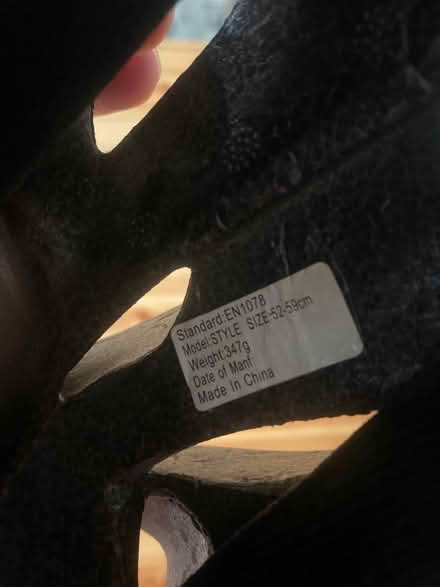 Standard:EN1078
Model:STYLE SIZE:52-59cm
Weight:347g
Date of Manf:
Made In China